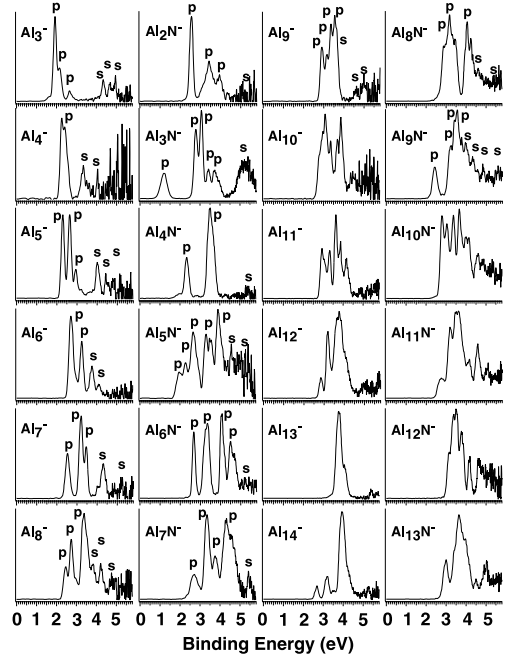 Al3- p p p s s s
Al2N- p p p s
Al9- p p p p s s s
Al8N- p p p p s s
Al4- p p s s
Al3N- p p p p p s
Al10-
Al9N- p p p p p s s s
Al5- p p p s s s
Al4N- p p s
Al11-
Al10N-
Al6- p p s s
Al5N- p p p p p p s s
Al12-
Al11N-
Al7- p p p s s
Al6N- p p p p s
Al13-
Al12N-
Al8- p p p s s s
Al7N- p p p p s
Al14-
Al13N-
0 1 2 3 4 5 0 1 2 3 4 5 0 1 2 3 4 5 0 1 2 3 4 5
Binding Energy (eV)